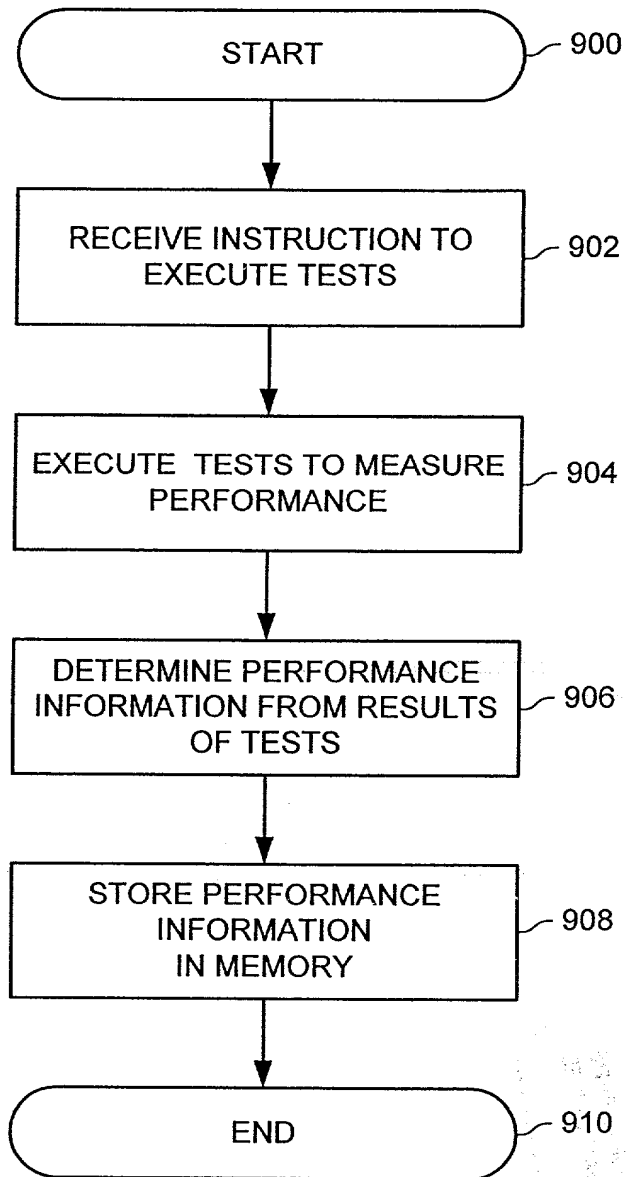 START
900
RECEIVE INSTRUCTION TO
EXECUTE TESTS
902
EXECUTE TESTS TO MEASURE
PERFORMANCE
904
DETERMINE PERFORMANCE
INFORMATION FROM RESULTS
OF TESTS
906
STORE PERFORMANCE
INFORMATION
IN MEMORY
908
END
910